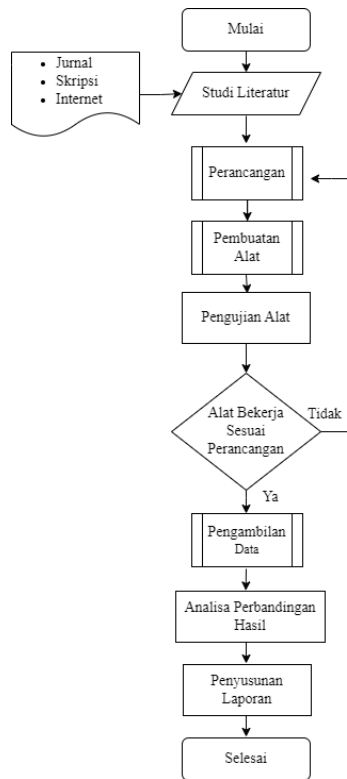 Mulai
• Jurnal
• Skripsi
• Internet
Studi Literatur
Perancangan
Pembuatan
Alat
Pengujian Alat
Alat Bekerja
Sesuai
Perancangan
Tidak
Ya
Pengambilan
Data
Analisa Perbandingan
Hasil
Penyusunan
Laporan
Selesai